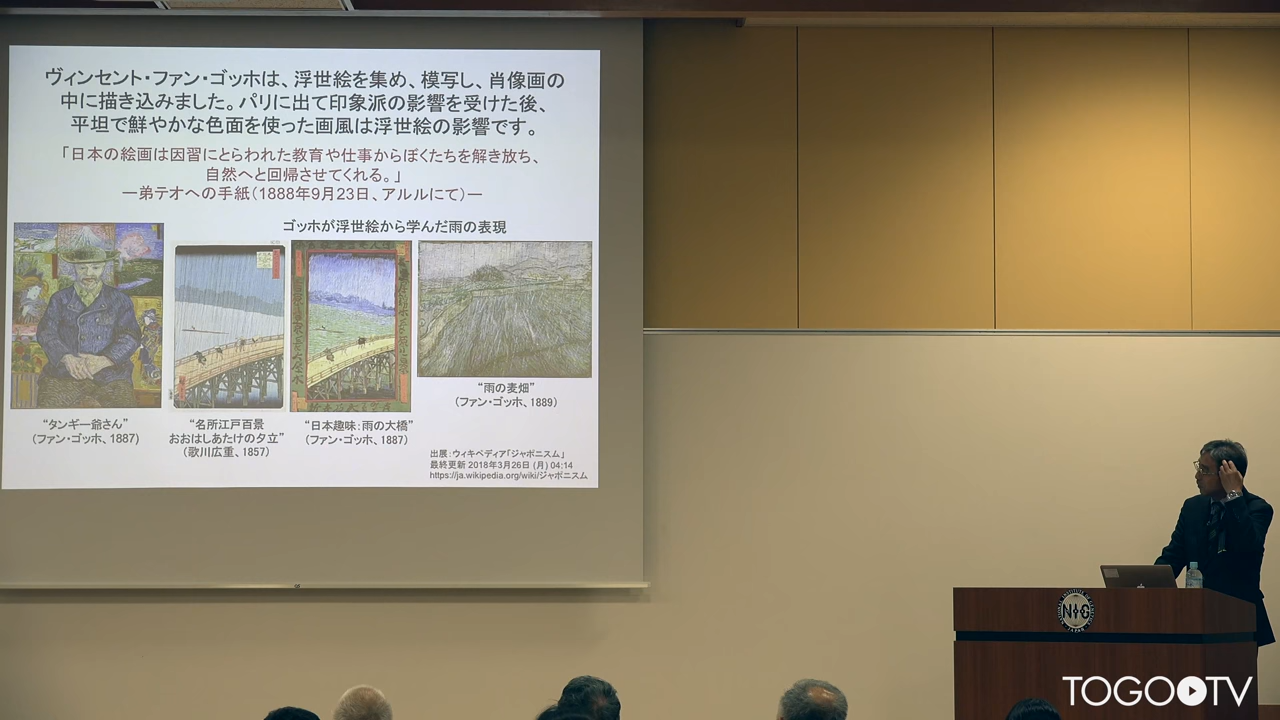 ヴィンセント・ファン・ゴッホは、浮世絵を集め、模写し、肖像画の
中に描き込みました。パリに出て印象派の影響を受けた後、
平坦で鮮やかな色面を使った画風は浮世絵の影響です。
「日本の絵画は因習にとらわれた教育や仕事からぼくたちを解き放ち、
自然へと回帰させてくれる。」
ー弟テオへの手紙（1888年9月23日、アルルにて）ー
ゴッホが浮世絵から学んだ雨の表現
“タンギー爺さん”
（ファン・ゴッホ、1887）
“名所江戸百景
おおはしあたけの夕立”
（歌川広重、1857）
“日本趣味：雨の大橋”
（ファン・ゴッホ、1887）
“雨の麦畑”
（ファン・ゴッホ、1889）
出展：ウィキペディア「ジャポニスム」
最終更新 2018年3月26日 (月) 04:14
https://ja.wikipedia.org/wiki/ジャポニスム
NIG
JAPAN
TOGO TV